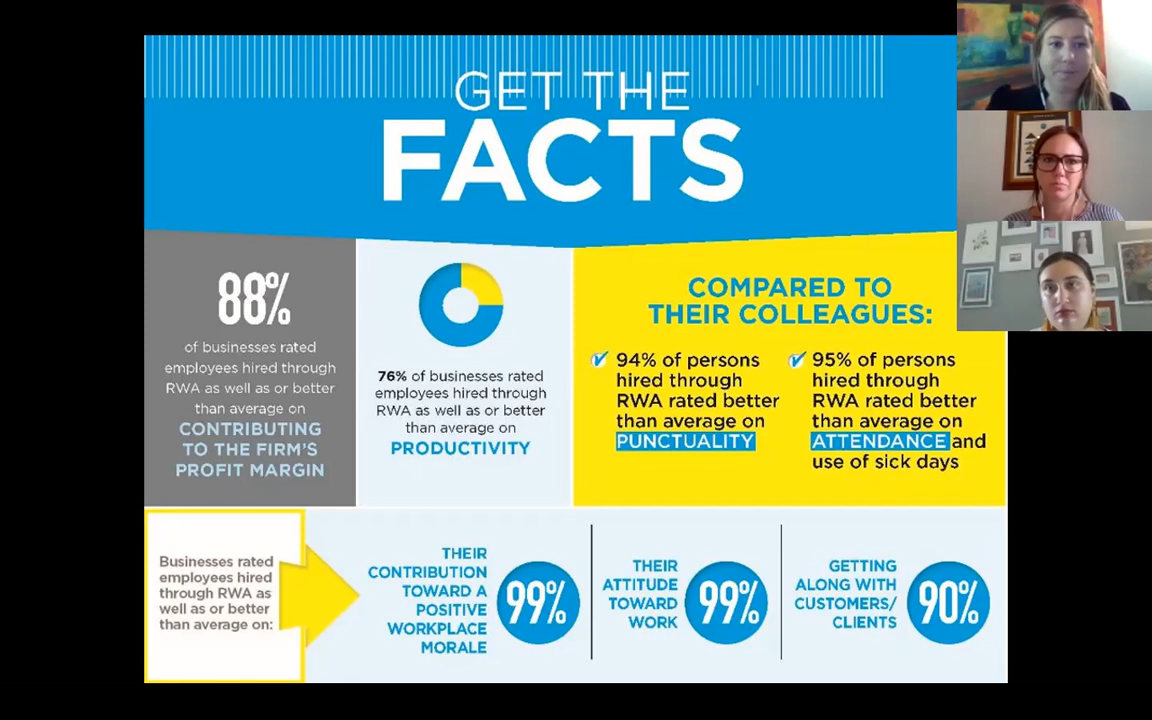 GET THE
FACTS
88%
of businesses rated
employees hired through
RWA as well as or better
than average on
CONTRIBUTING
TO THE FIRM'S
PROFIT MARGIN
76% of businesses rated
employees hired through
RWA as well as or better
than average on
PRODUCTIVITY
COMPARED TO
THEIR COLLEAGUES:
94% of persons
hired through
RWA rated better
than average on
PUNCTUALITY
95% of persons
hired through
RWA rated better
than average on
ATTENDANCE and
use of sick days
Businesses rated
employees hired
through RWA as
well as or better
than average on:
THEIR
CONTRIBUTION
TOWARD A
POSITIVE
WORKPLACE
MORALE
99%
THEIR
ATTITUDE
TOWARD
WORK
99%
GETTING
ALONG WITH
CUSTOMERS/
CLIENTS
90%